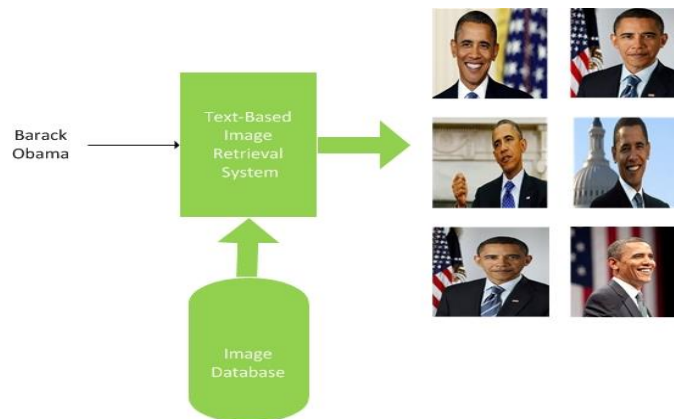 Barack
Obama
Text-Based
Image
Retrieval
System
Image
Database